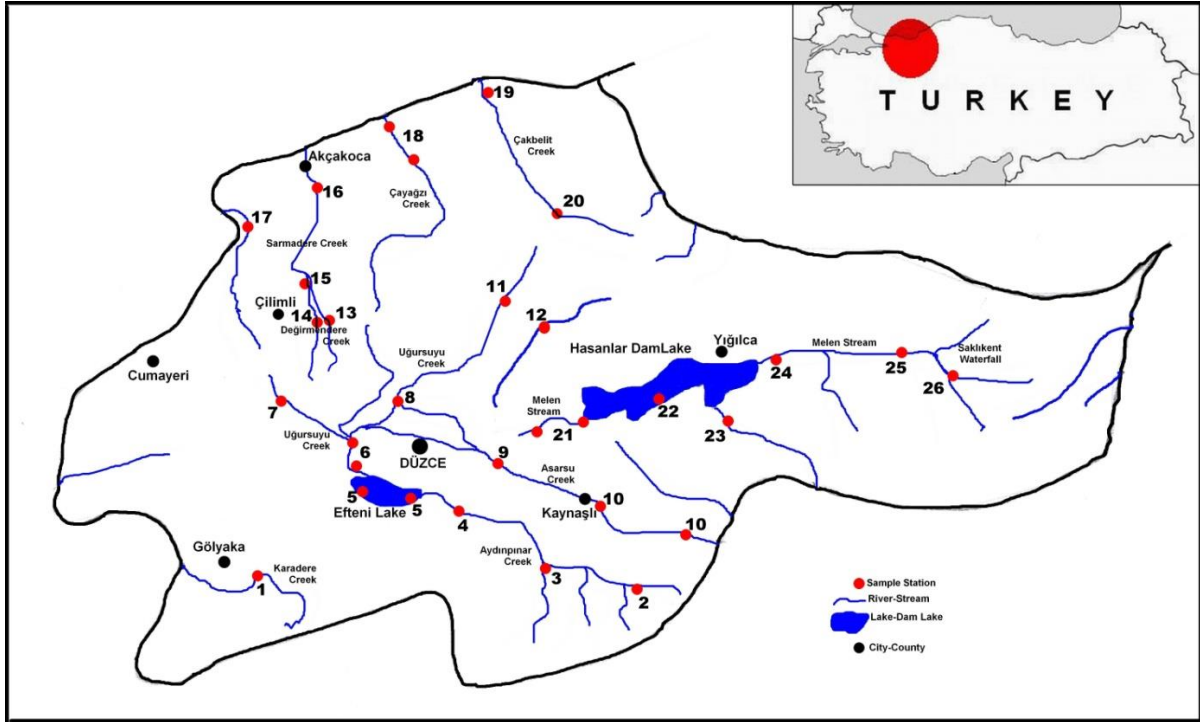 TURKEY
19
18
Çakbelit
Creek
Akçakoca
16
Çayağzı
Creek
20
17
Sarmadere Creek
15
11
Çilimli
14
13
Değirmendere
Creek
12
Hasanlar DamLake
Yığılca
Melen Stream
Saklıkent
Waterfall
Cumayeri
Uğursuyu
Creek
24
25
26
7
8
Melen
Stream
22
21
23
Uğursuyu
Creek
6
DÜZCE
9
Asarsu
Creek
5
5
Efteni Lake
4
Kaynaşlı
10
10
Gölyaka
Aydınpınar
Creek
1
Karadere
Creek
3
2
Sample Station
River-Stream
Lake-Dam Lake
City-County